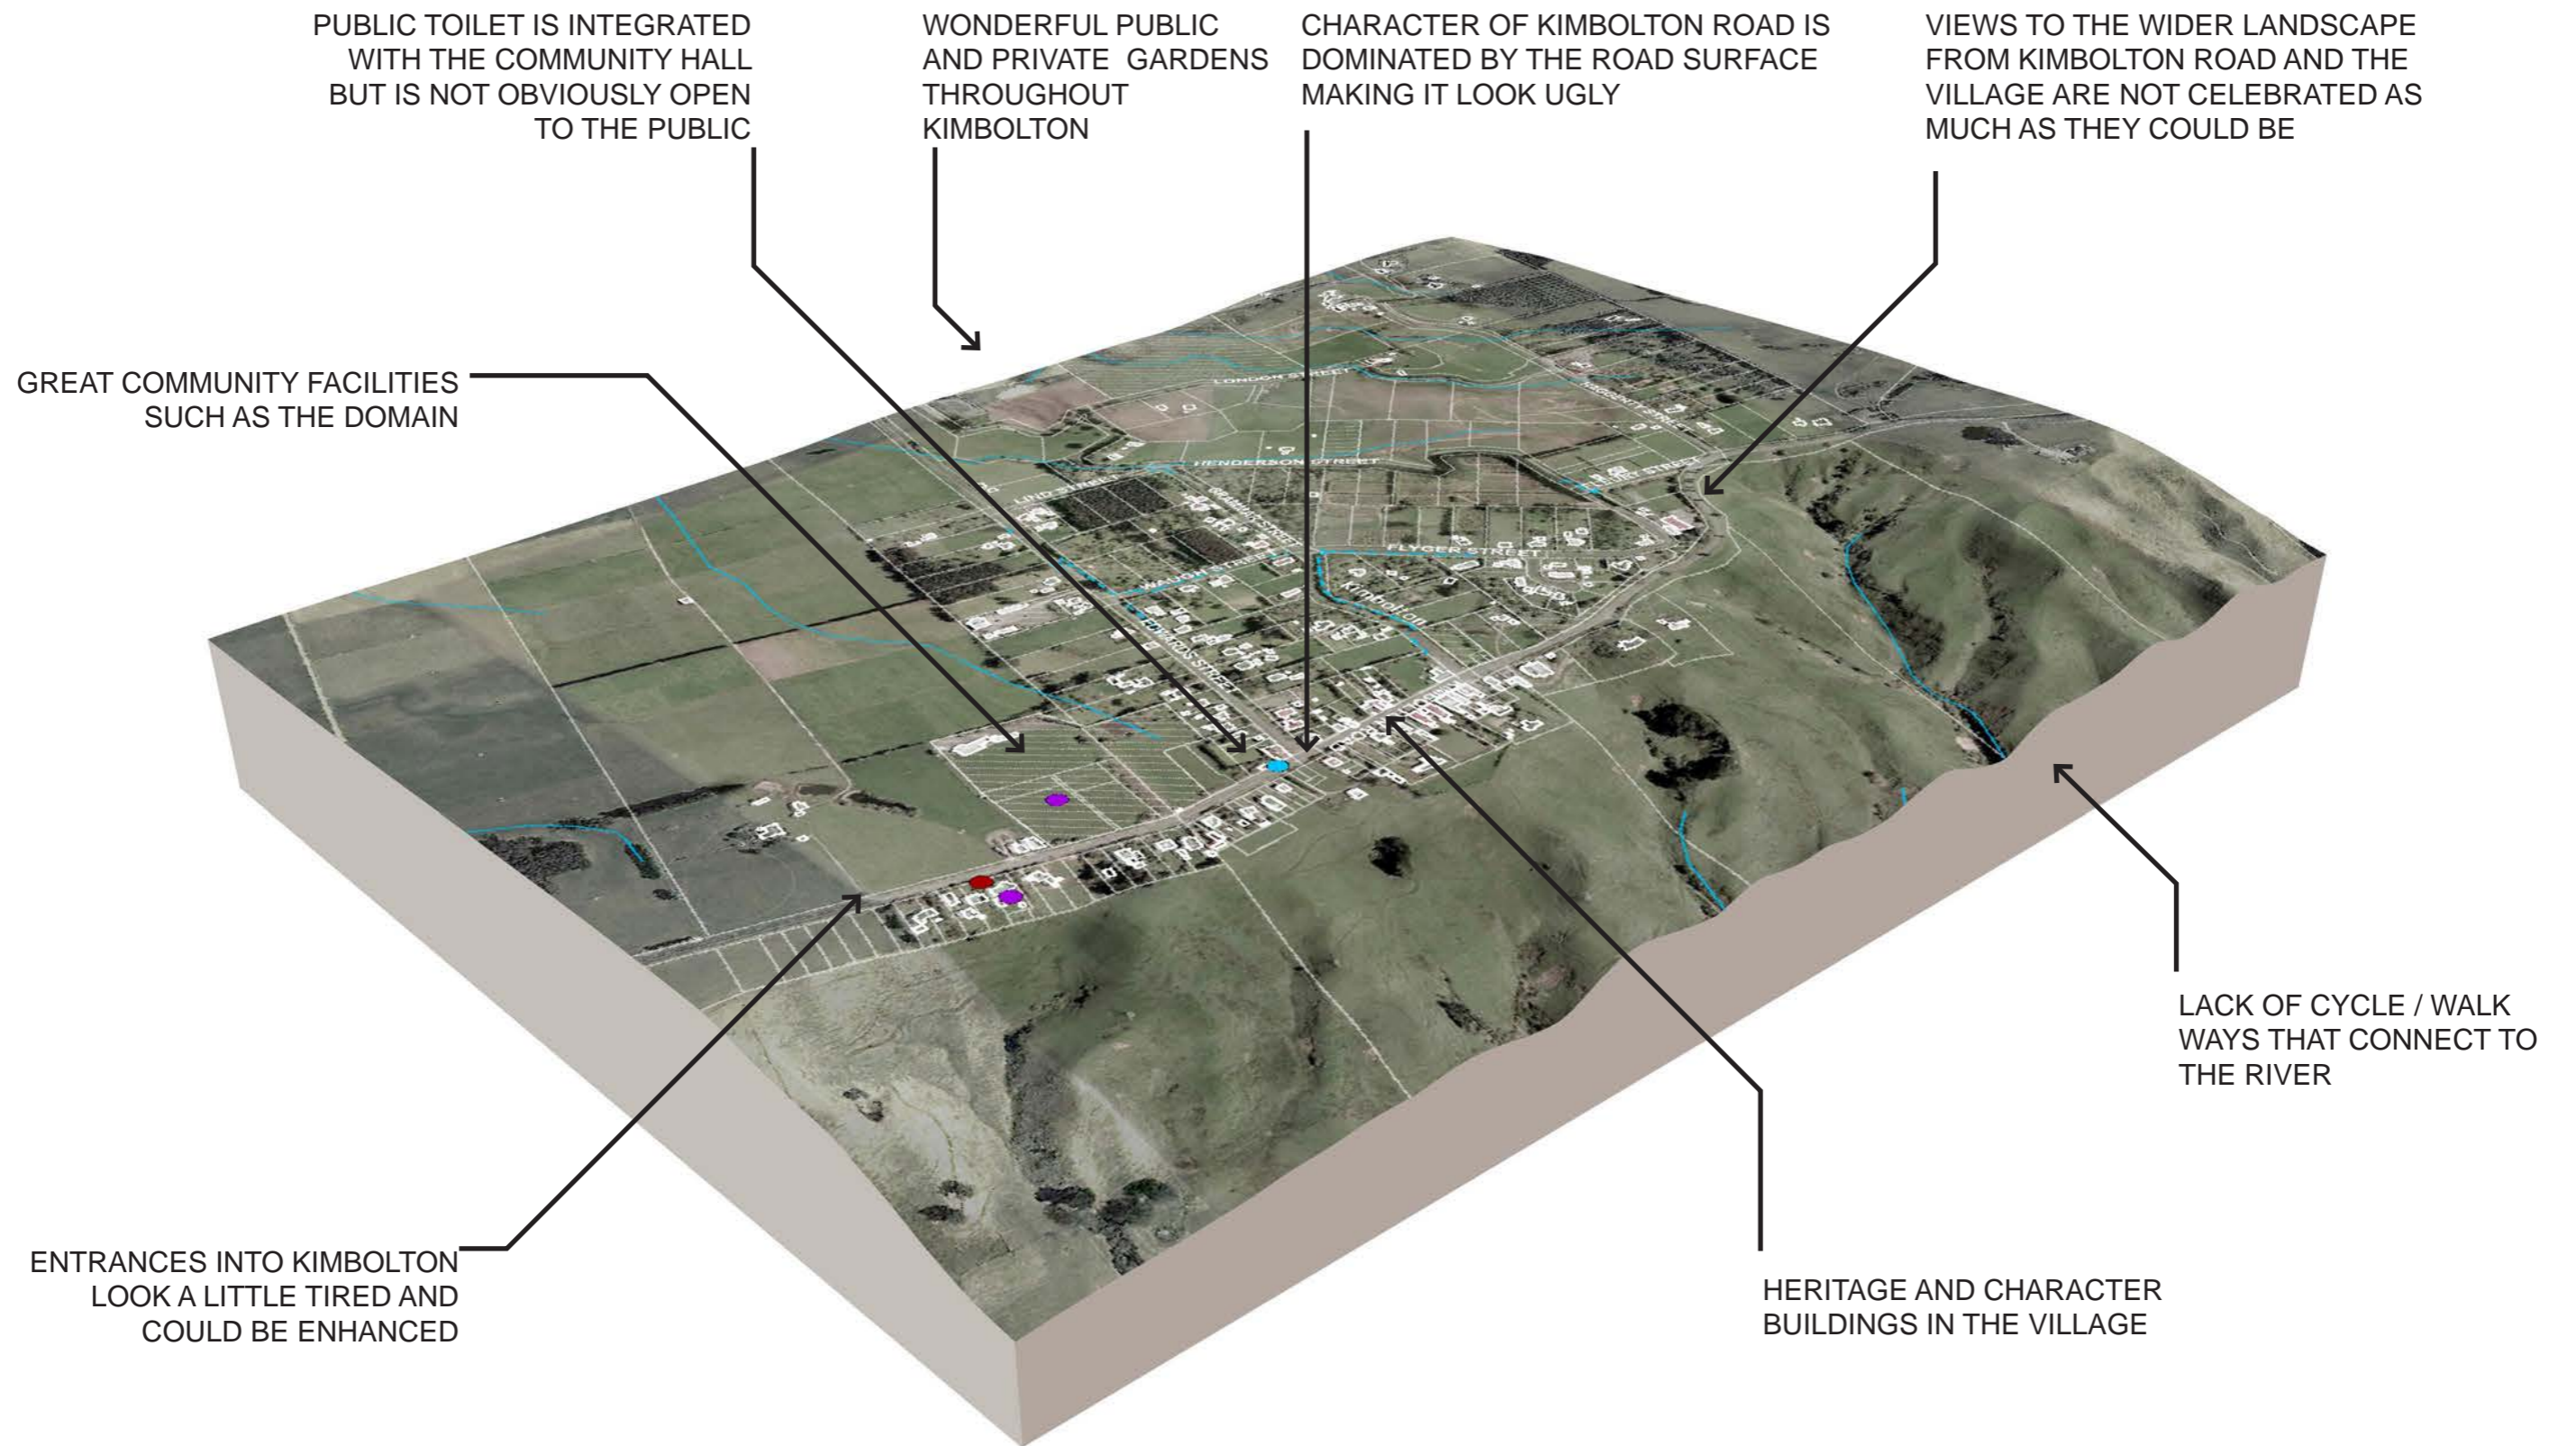 PUBLIC TOILET IS INTEGRATED
WITH THE COMMUNITY HALL
BUT IS NOT OBVIOUSLY OPEN
TO THE PUBLIC
WONDERFUL PUBLIC
AND PRIVATE GARDENS
THROUGHOUT
KIMBOLTON
CHARACTER OF KIMBOLTON ROAD IS
DOMINATED BY THE ROAD SURFACE
MAKING IT LOOK UGLY
VIEWS TO THE WIDER LANDSCAPE
FROM KIMBOLTON ROAD AND THE
VILLAGE ARE NOT CELEBRATED AS
MUCH AS THEY COULD BE
GREAT COMMUNITY FACILITIES
SUCH AS THE DOMAIN
LONDON STREET
HENDERSON STREET
LIND STREET
STREET
FLYGER STREET
WAUGH STREET
Kimbolton
EDWARDS STREET
LACK OF CYCLE / WALK
WAYS THAT CONNECT TO
THE RIVER
ENTRANCES INTO KIMBOLTON
LOOK A LITTLE TIRED AND
COULD BE ENHANCED
HERITAGE AND CHARACTER
BUILDINGS IN THE VILLAGE